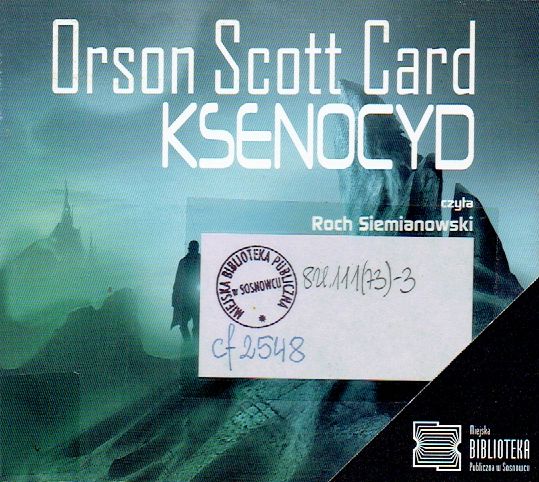 Orson Scott Card
KSENOCYD
czyta
Roch Siemianowski
MIEJSKA BIBLIOTEKA PUBLICZNA
w SOSNOWCU
*
821.111(73)-3
cf 2548
Miejska
BIBLIOTEKA
Publiczna w Sosnowcu